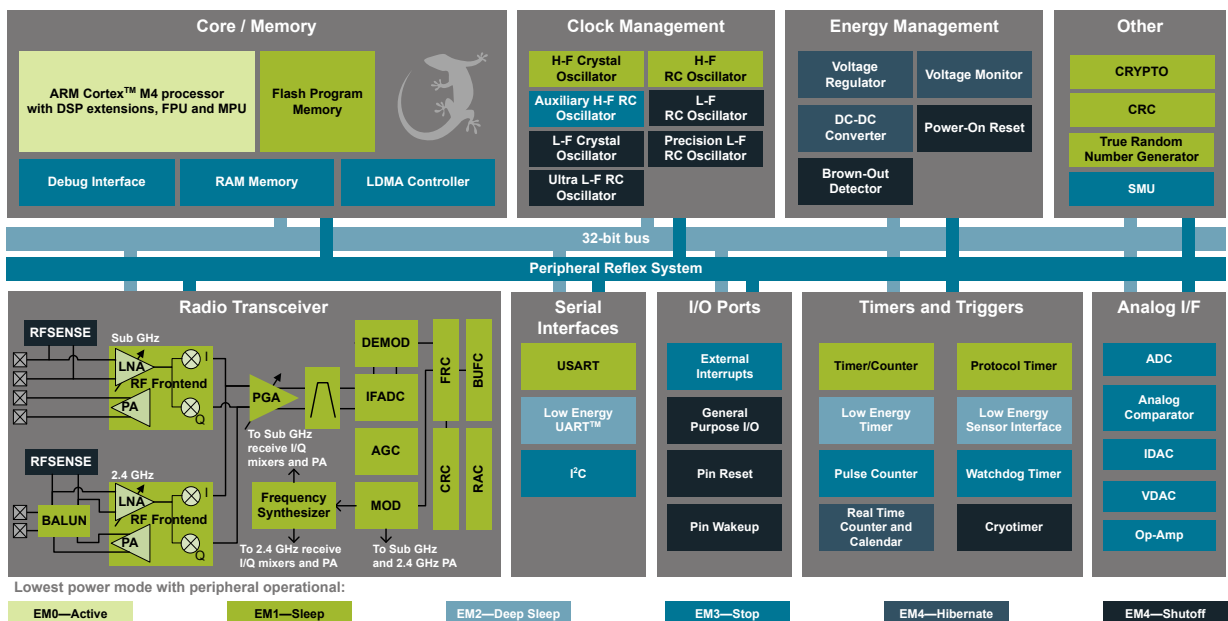 Core / Memory
ARM Cortex™ M4 processor
with DSP extensions, FPU and MPU
Flash Program
Memory
Debug Interface
RAM Memory
LDMA Controller
Clock Management
H-F Crystal
Oscillator
H-F
RC Oscillator
Auxiliary H-F RC
Oscillator
L-F
RC Oscillator
L-F Crystal
Oscillator
Precision L-F
RC Oscillator
Ultra L-F RC
Oscillator
Energy Management
Voltage
Regulator
Voltage Monitor
DC-DC
Converter
Power-On Reset
Brown-Out
Detector
Other
CRYPTO
CRC
True Random
Number Generator
SMU
32-bit bus
Peripheral Reflex System
Radio Transceiver
RFSENSE
Sub GHz
LNA
RF Frontend
PA
I
Q
RFSENSE
2.4 GHz
LNA
RF Frontend
PA
I
Q
BALUN
PGA
To Sub GHz
receive I/Q
mixers and PA
Frequency
Synthesizer
To 2.4 GHz receive
I/Q mixers and PA
DEMOD
IFADC
AGC
MOD
To Sub GHz
and 2.4 GHz PA
FRC
BUFC
CRC
RAC
Serial
Interfaces
USART
Low Energy
UART™
I²C
I/O Ports
External
Interrupts
General
Purpose I/O
Pin Reset
Pin Wakeup
Timers and Triggers
Timer/Counter
Protocol Timer
Low Energy
Timer
Low Energy
Sensor Interface
Pulse Counter
Watchdog Timer
Real Time
Counter and
Calendar
Cryotimer
Analog I/F
ADC
Analog
Comparator
IDAC
VDAC
Op-Amp
Lowest power mode with peripheral operational:
EM0—Active
EM1—Sleep
EM2—Deep Sleep
EM3—Stop
EM4—Hibernate
EM4—Shutoff